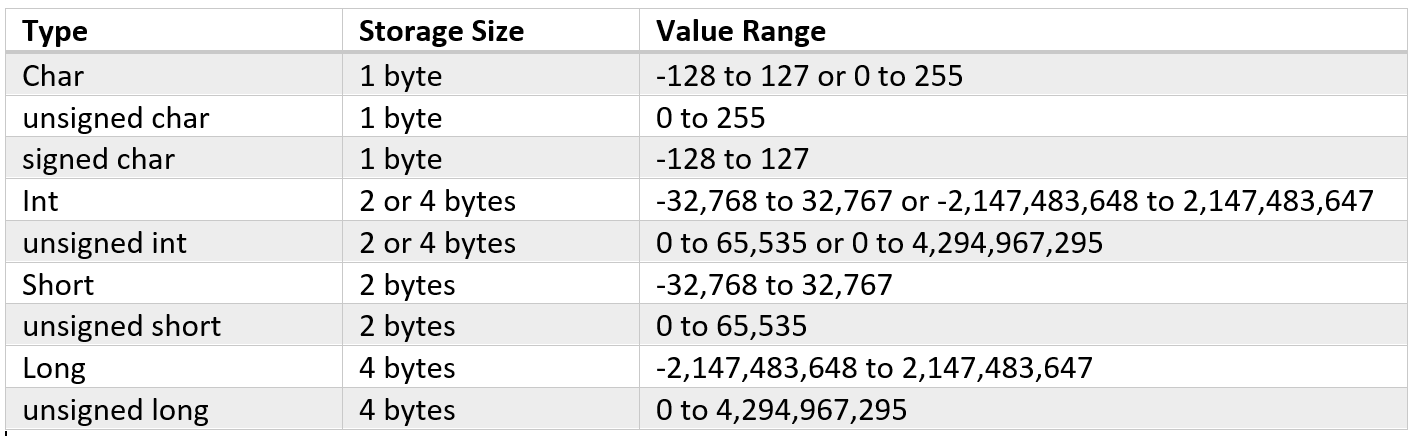 Type Storage Size Value Range
Char 1 byte -128 to 127 or 0 to 255
unsigned char 1 byte 0 to 255
signed char 1 byte -128 to 127
Int 2 or 4 bytes -32,768 to 32,767 or -2,147,483,648 to 2,147,483,647
unsigned int 2 or 4 bytes 0 to 65,535 or 0 to 4,294,967,295
Short 2 bytes -32,768 to 32,767
unsigned short 2 bytes 0 to 65,535
Long 4 bytes -2,147,483,648 to 2,147,483,647
unsigned long 4 bytes 0 to 4,294,967,295